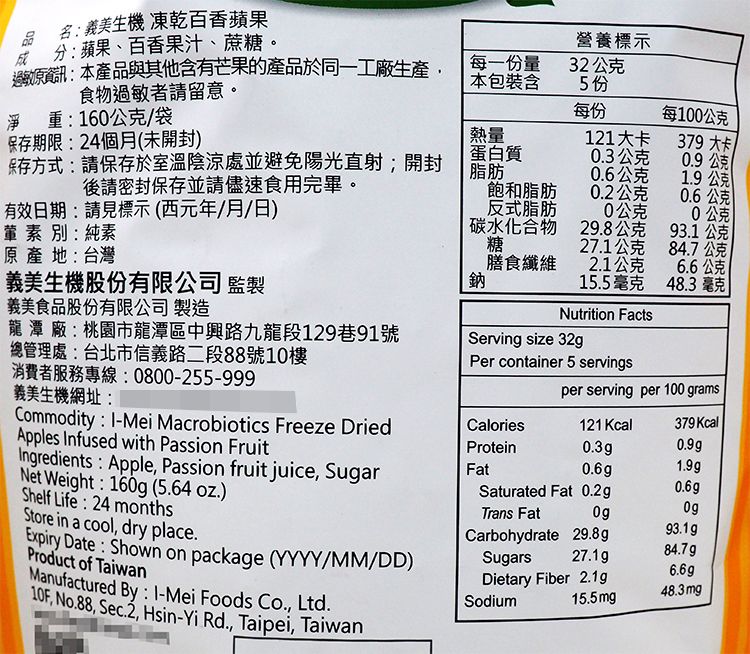 品 名：義美生機 凍乾百香蘋果
成 分：蘋果、百香果汁、蔗糖。
過敏原資訊：本產品與其他含有芒果的產品於同一工廠生產，
食物過敏者請留意。
淨 重：160公克/袋
保存期限：24個月(未開封)
保存方式：請保存於室溫陰涼處並避免陽光直射；開封
後請密封保存並請儘速食用完畢。
有效日期：請見標示 (西元年/月/日)
葷 素 別：純素
原 產 地：台灣
義美生機股份有限公司 監製
義美食品股份有限公司 製造
龍 潭 廠：桃園市龍潭區中興路九龍段129巷91號
總管理處：台北市信義路二段88號10樓
消費者服務專線：0800-255-999
義美生機網址：
Commodity：I-Mei Macrobiotics Freeze Dried
Apples Infused with Passion Fruit
Ingredients：Apple, Passion fruit juice, Sugar
Net Weight：160g (5.64 oz.)
Shelf Life：24 months
Store in a cool, dry place.
Expiry Date：Shown on package (YYYY/MM/DD)
Product of Taiwan
Manufactured By：I-Mei Foods Co., Ltd.
10F, No.88, Sec.2, Hsin-Yi Rd., Taipei, Taiwan
營養標示
每一份量 32公克
本包裝含 5份
每份 每100公克
熱量 121大卡 379 大卡
蛋白質 0.3公克 0.9 公克
脂肪 0.6公克 1.9 公克
飽和脂肪 0.2公克 0.6 公克
反式脂肪 0公克 0 公克
碳水化合物 29.8公克 93.1 公克
糖 27.1公克 84.7 公克
膳食纖維 2.1公克 6.6 公克
鈉 15.5毫克 48.3 毫克
Nutrition Facts
Serving size 32g
Per container 5 servings
per serving per 100 grams
Calories 121 Kcal 379 Kcal
Protein 0.3g 0.9g
Fat 0.6g 1.9g
Saturated Fat 0.2g 0.6g
Trans Fat 0g 0g
Carbohydrate 29.8g 93.1g
Sugars 27.1g 84.7g
Dietary Fiber 2.1g 6.6g
Sodium 15.5mg 48.3mg